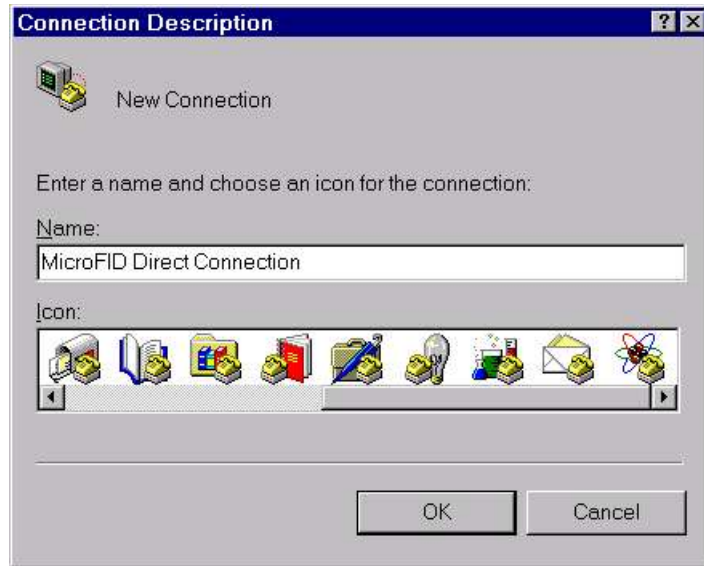 Connection Description
New Connection
Enter a name and choose an icon for the connection:
Name:
MicroFID Direct Connection
Icon:
OK Cancel